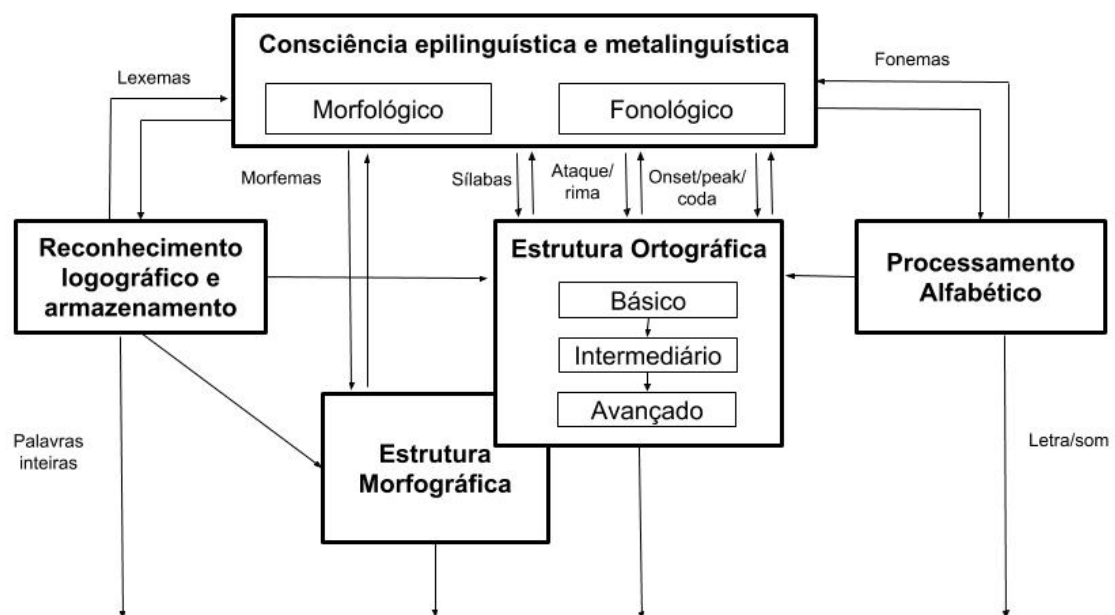 Consciência epilinguística e metalinguística
Lexemas
Fonemas
Morfológico
Fonológico
Morfemas
Sílabas
Ataque/
rima
Onset/peak/
coda
Reconhecimento
logográfico e
armazenamento
Estrutura Ortográfica
Básico
Intermediário
Avançado
Processamento
Alfabético
Palavras
inteiras
Estrutura
Morfográfica
Letra/som